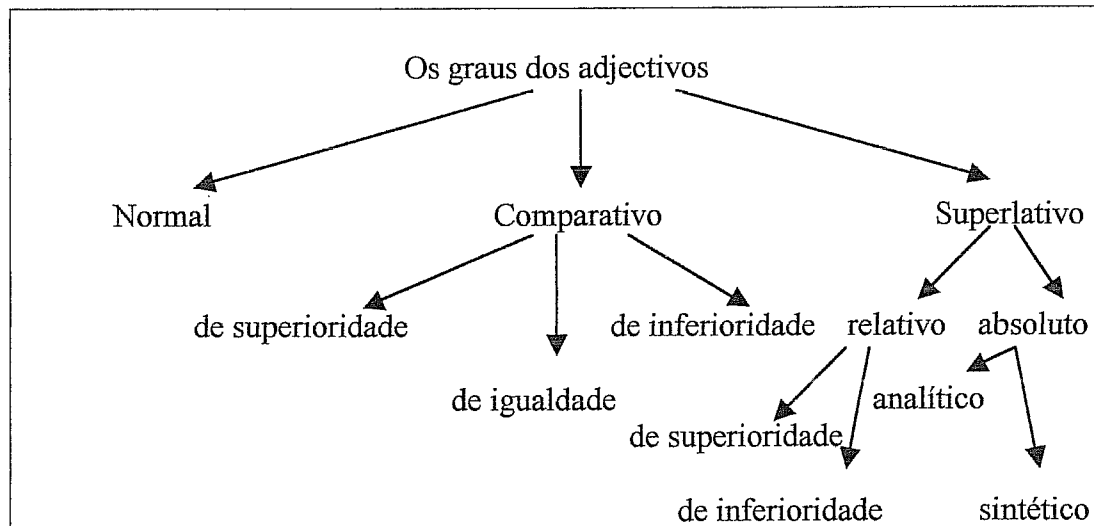 Os graus dos adjectivos
Normal Comparativo Superlativo
de superioridade de inferioridade relativo absoluto
de igualdade analítico
de superioridade
de inferioridade sintético